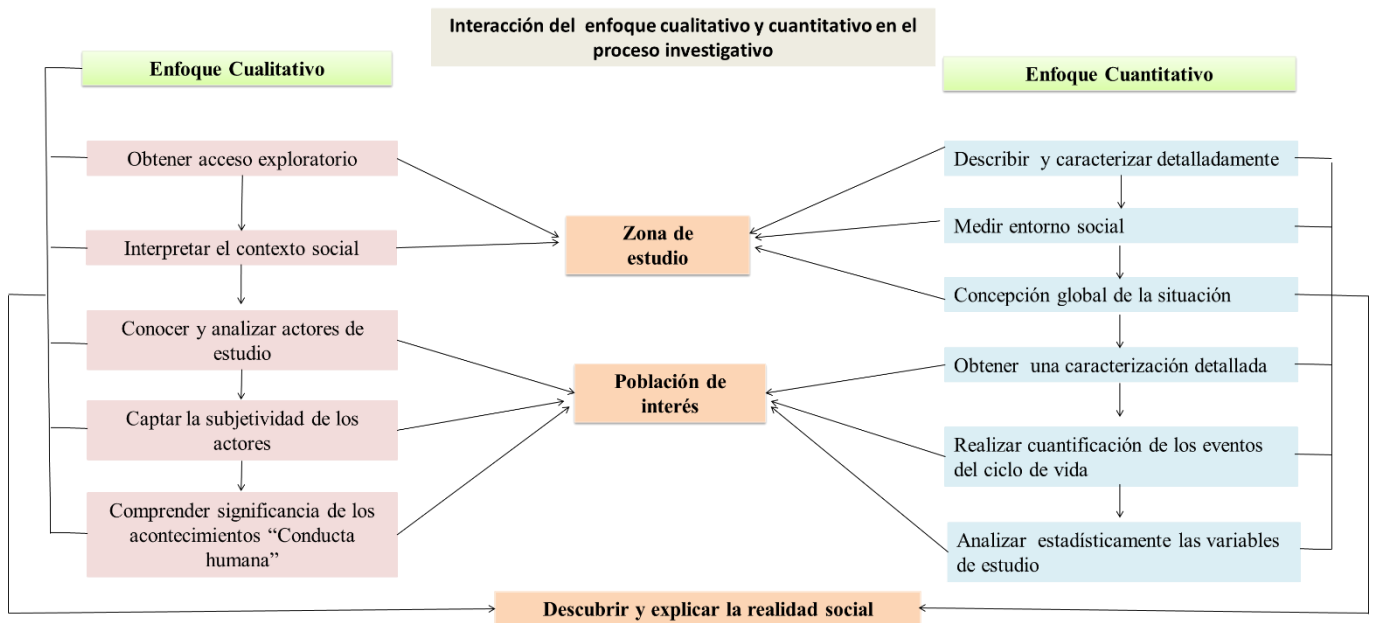 Interacción del enfoque cualitativo y cuantitativo en el
proceso investigativo
Enfoque Cualitativo
Obtener acceso exploratorio
Interpretar el contexto social
Conocer y analizar actores de
estudio
Captar la subjetividad de los
actores
Comprender significancia de los
acontecimientos “Conducta
humana”
Zona de
estudio
Población de
interés
Enfoque Cuantitativo
Describir y caracterizar detalladamente
Medir entorno social
Concepción global de la situación
Obtener una caracterización detallada
Realizar cuantificación de los eventos
del ciclo de vida
Analizar estadísticamente las variables
de estudio
Descubrir y explicar la realidad social